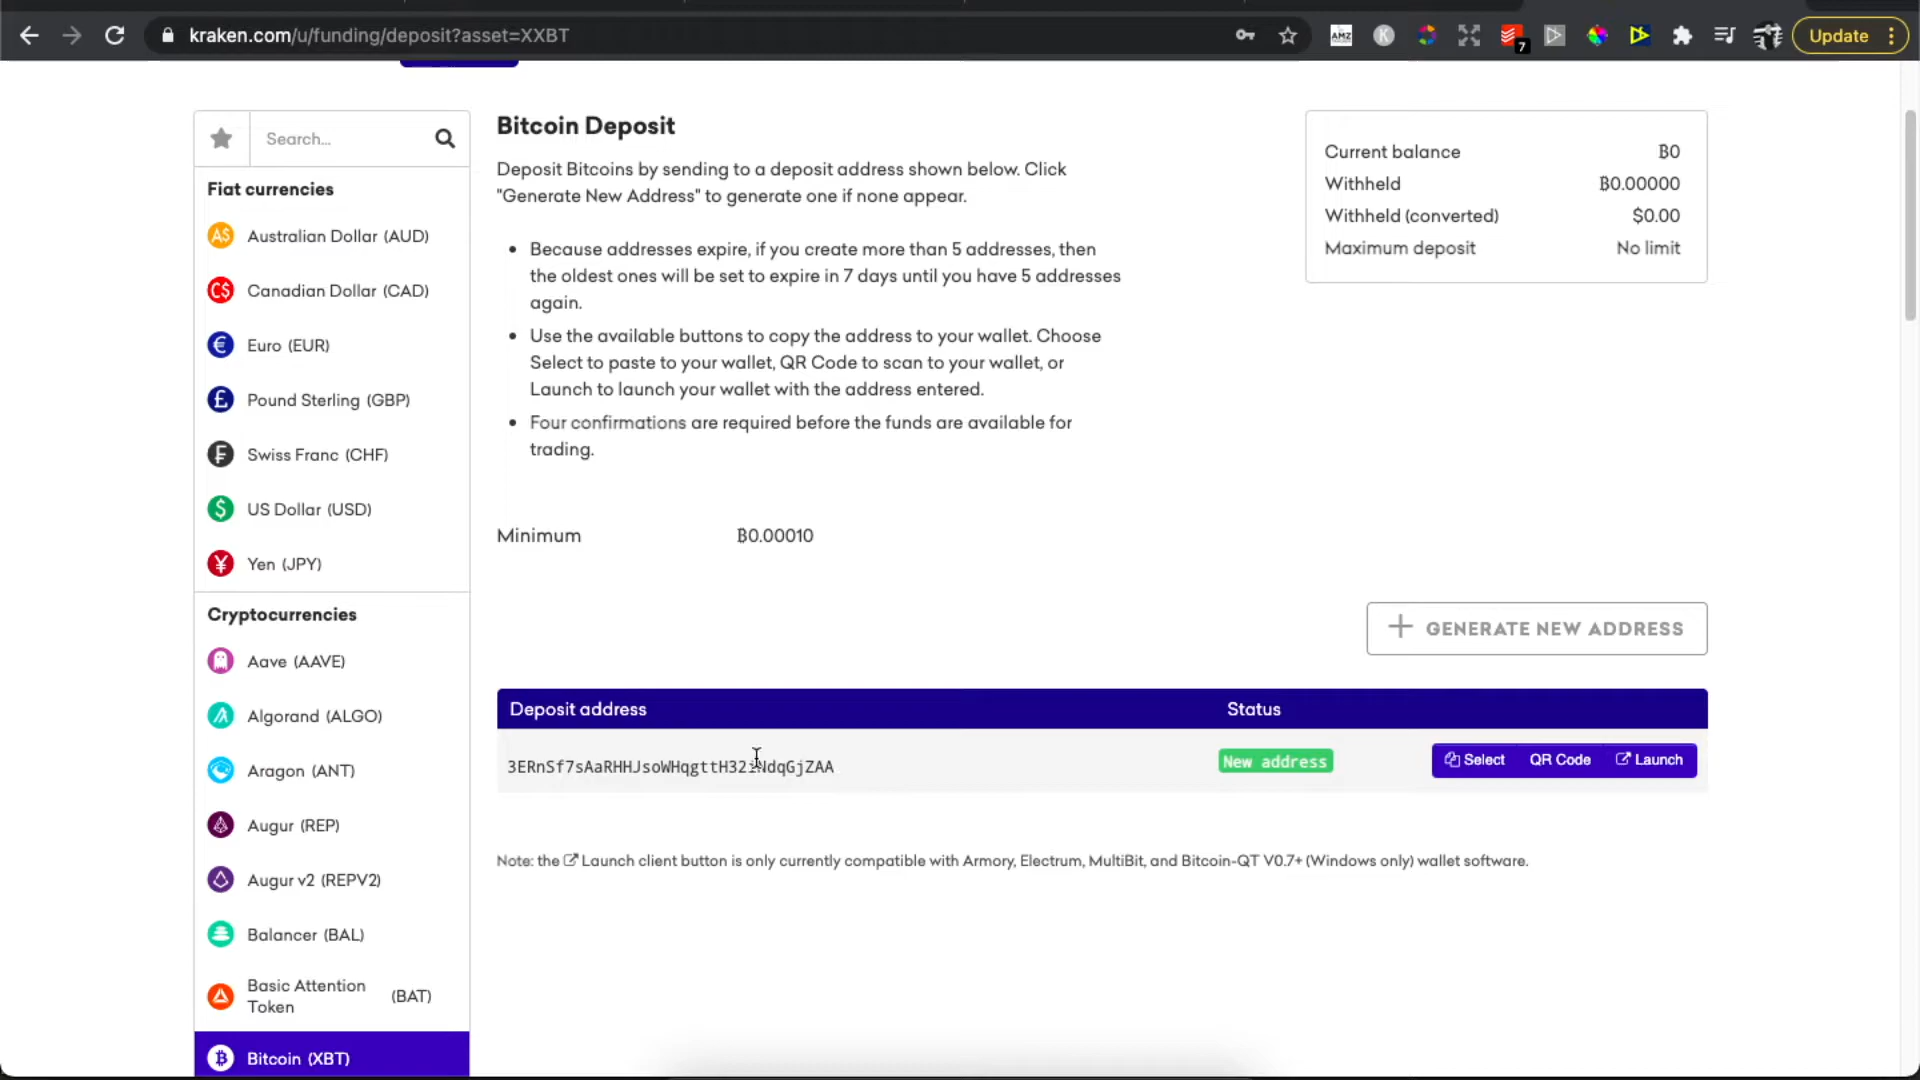 kraken.com/u/funding/deposit?asset=XXBT
AMZ
K
7
Update
Search...
Fiat currencies
A$ Australian Dollar (AUD)
C$ Canadian Dollar (CAD)
€ Euro (EUR)
£ Pound Sterling (GBP)
₣ Swiss Franc (CHF)
$ US Dollar (USD)
¥ Yen (JPY)
Cryptocurrencies
Aave (AAVE)
Algorand (ALGO)
Aragon (ANT)
Augur (REP)
Augur v2 (REPV2)
Balancer (BAL)
Basic Attention
Token (BAT)
Bitcoin (XBT)
Bitcoin Deposit
Deposit Bitcoins by sending to a deposit address shown below. Click
"Generate New Address" to generate one if none appear.
• Because addresses expire, if you create more than 5 addresses, then
the oldest ones will be set to expire in 7 days until you have 5 addresses
again.
• Use the available buttons to copy the address to your wallet. Choose
Select to paste to your wallet, QR Code to scan to your wallet, or
Launch to launch your wallet with the address entered.
• Four confirmations are required before the funds are available for
trading.
Minimum ฿0.00010
Current balance ฿0
Withheld ฿0.00000
Withheld (converted) $0.00
Maximum deposit No limit
+ GENERATE NEW ADDRESS
Deposit address Status
New address Select QR Code Launch
Note: the Launch client button is only currently compatible with Armory, Electrum, MultiBit, and Bitcoin-QT V0.7+ (Windows only) wallet software.